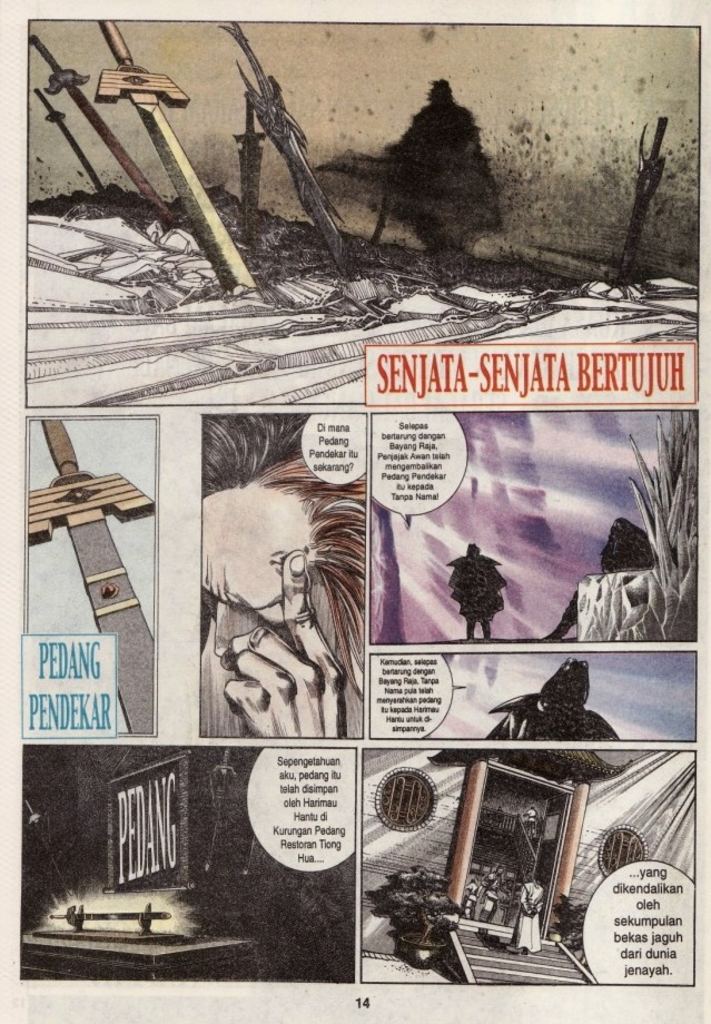 SENJATA-SENJATA BERTUJUH
PEDANG
PENDEKAR
Di mana
Pedang
Pendekar itu
sekarang?
Selepas
bertarung dengan
Bayang Raja,
Penjejak Awan telah
mengembalikan
Pedang Pendekar
itu kepada
Tanpa Nama!
Kemudian, selepas
bertarung dengan
Bayang Raja, Tanpa
Nama pula telah
menyerahkan pedang
itu kepada Harimau
Hantu untuk di-
simpannya.
PEDANG
Sepengetahuan
aku, pedang itu
telah disimpan
oleh Harimau
Hantu di
Kurungan Pedang
Restoran Tiong
Hua....
...yang
dikendalikan
oleh
sekumpulan
bekas jaguh
dari dunia
jenayah.
14